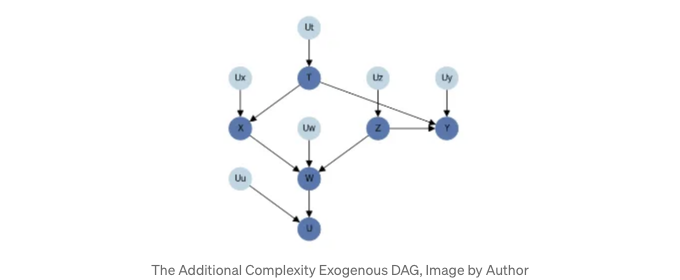 Ut
Ux
T
Uz
Uy
X
Uw
Z
Y
Uu
W
U
The Additional Complexity Exogenous DAG, Image by Author